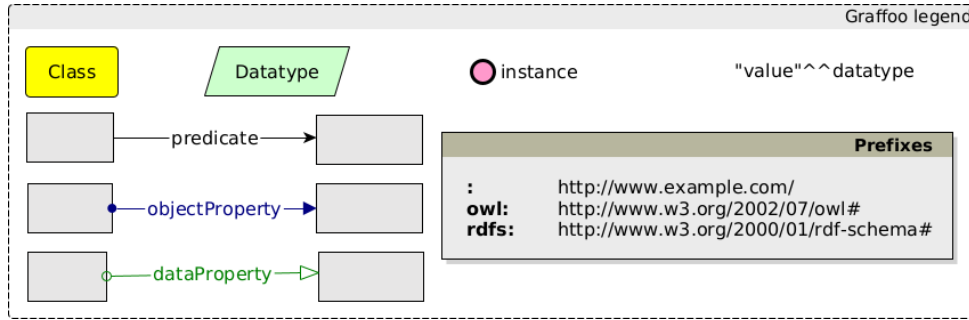 Graffoo legend
Class
Datatype
instance
"value"^^datatype
predicate
objectProperty
dataProperty
Prefixes
: http://www.example.com/
owl: http://www.w3.org/2002/07/owl#
rdfs: http://www.w3.org/2000/01/rdf-schema#